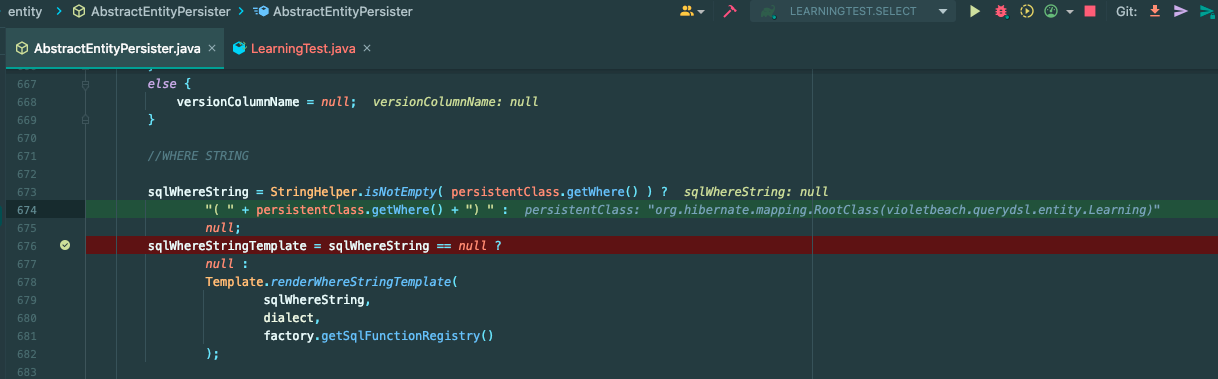 entity > AbstractEntityPersister > AbstractEntityPersister LEARNINGTEST.SELECT Git:
AbstractEntityPersister.java × LearningTest.java ×
667 else {
668 versionColumnName = null; versionColumnName: null
669 }
670
671 //WHERE STRING
672
673 sqlWhereString = StringHelper.isNotEmpty( persistentClass.getWhere() ) ? sqlWhereString: null
674 "( " + persistentClass.getWhere() + ") " : persistentClass: "org.hibernate.mapping.RootClass(violetbeach.querydsl.entity.Learning)"
675 null;
676 sqlWhereStringTemplate = sqlWhereString == null ?
677 null :
678 Template.renderWhereStringTemplate(
679 sqlWhereString,
680 dialect,
681 factory.getSqlFunctionRegistry()
682 );
683